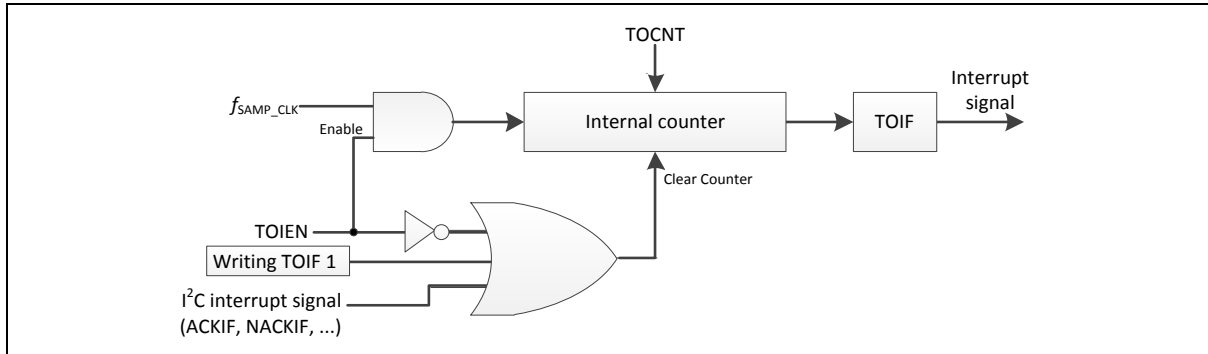 TOCNT
Interrupt
signal
fSAMP_CLK
Enable
Internal counter
TOIF
Clear Counter
TOIEN
Writing TOIF 1
I²C interrupt signal
(ACKIF, NACKIF, ...)